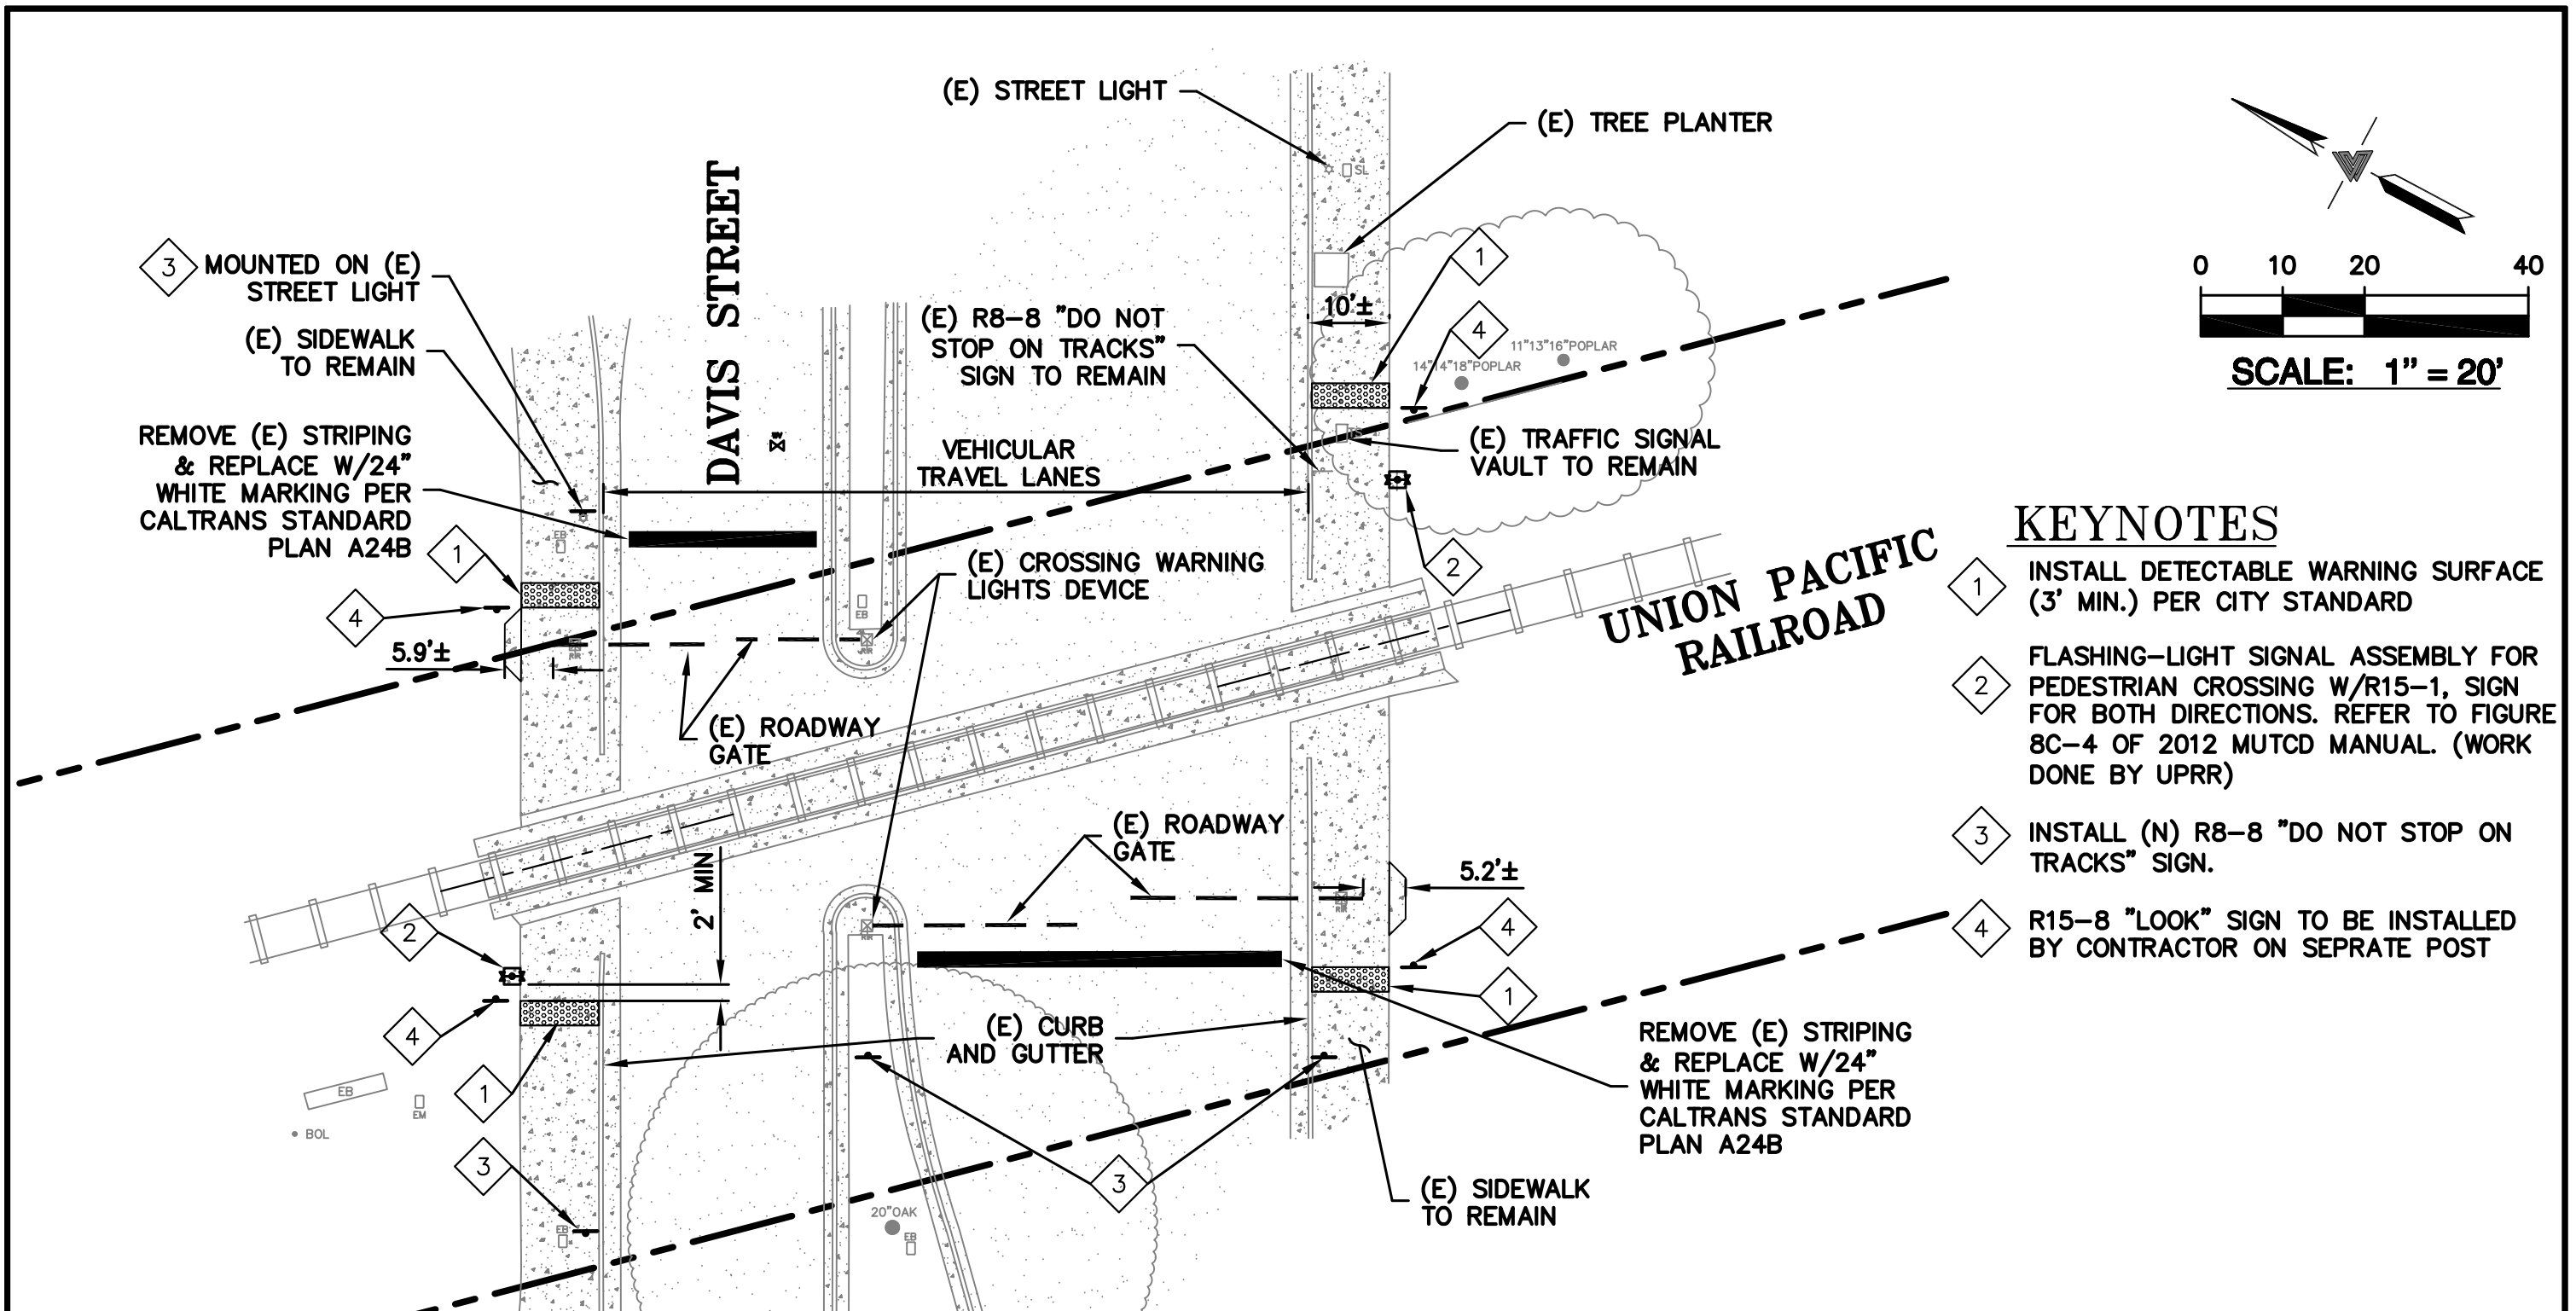 (E) STREET LIGHT
(E) TREE PLANTER
SL
DAVIS STREET
3
MOUNTED ON (E)
STREET LIGHT
(E) SIDEWALK
TO REMAIN
REMOVE (E) STRIPING
& REPLACE W/24"
WHITE MARKING PER
CALTRANS STANDARD
PLAN A24B
1
4
5.9'±
EB
RR
(E) R8-8 "DO NOT
STOP ON TRACKS"
SIGN TO REMAIN
VEHICULAR
TRAVEL LANES
(E) CROSSING WARNING
LIGHTS DEVICE
EB
RR
(E) ROADWAY
GATE
10'±
1
4
11"13"16"POPLAR
14"14"18"POPLAR
(E) TRAFFIC SIGNAL
VAULT TO REMAIN
2
UNION PACIFIC
RAILROAD
0 10 20 40
SCALE: 1" = 20'
KEYNOTES
1
INSTALL DETECTABLE WARNING SURFACE
(3' MIN.) PER CITY STANDARD
2
FLASHING-LIGHT SIGNAL ASSEMBLY FOR
PEDESTRIAN CROSSING W/R15-1, SIGN
FOR BOTH DIRECTIONS. REFER TO FIGURE
8C-4 OF 2012 MUTCD MANUAL. (WORK
DONE BY UPRR)
3
INSTALL (N) R8-8 "DO NOT STOP ON
TRACKS" SIGN.
4
R15-8 "LOOK" SIGN TO BE INSTALLED
BY CONTRACTOR ON SEPRATE POST
2' MIN
(E) ROADWAY
GATE
5.2'±
RR
RR
2
4
1
3
EB
EM
BOL
EB
(E) CURB
AND GUTTER
3
20"OAK
EB
4
1
REMOVE (E) STRIPING
& REPLACE W/24"
WHITE MARKING PER
CALTRANS STANDARD
PLAN A24B
(E) SIDEWALK
TO REMAIN